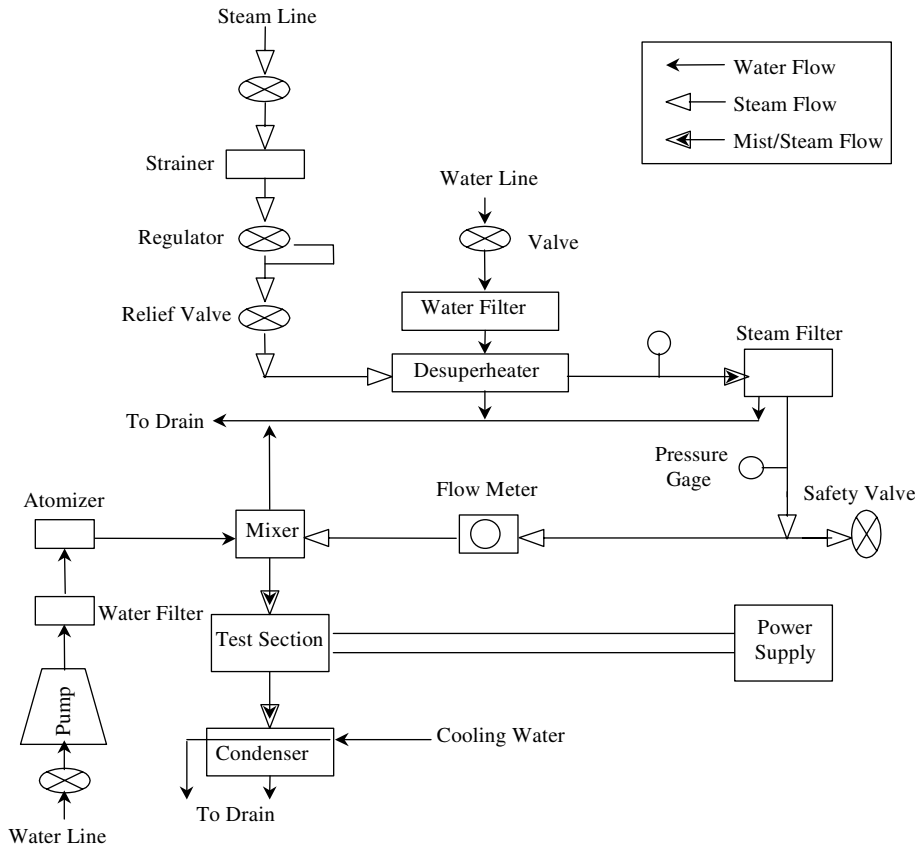 Steam Line
Water Flow
Steam Flow
Mist/Steam Flow
Strainer
Water Line
Regulator
Valve
Relief Valve
Water Filter
Steam Filter
Desuperheater
To Drain
Pressure
Gage
Flow Meter
Safety Valve
Atomizer
Mixer
Water Filter
Test Section
Power
Supply
Pump
Cooling Water
Condenser
To Drain
Water Line